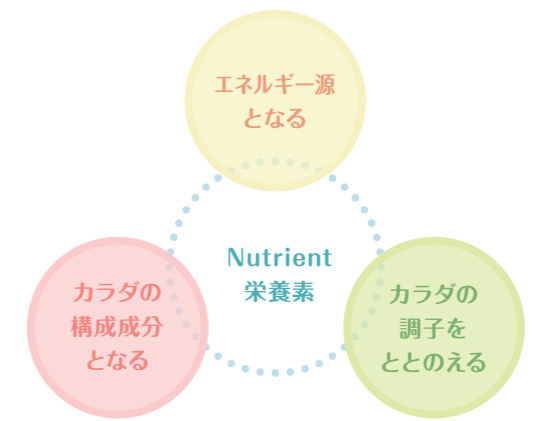 エネルギー源
となる
Nutrient
栄養素
カラダの
構成成分
となる
カラダの
調子を
ととのえる